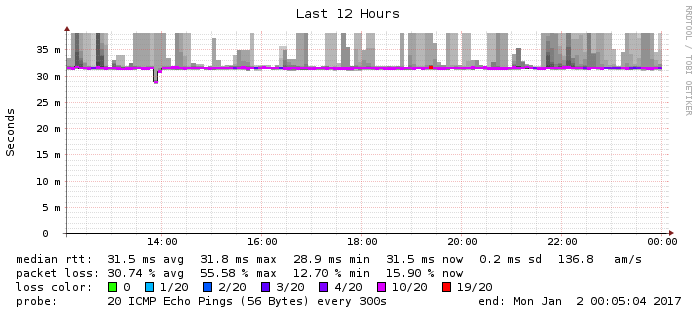 Last 12 Hours
RRDTOOL / TOBI OETIKER
Seconds
35 m
30 m
25 m
20 m
15 m
10 m
5 m
0
14:00 16:00 18:00 20:00 22:00 00:00
median rtt: 31.5 ms avg 31.8 ms max 28.9 ms min 31.5 ms now 0.2 ms sd 136.8 am/s
packet loss: 30.74 % avg 55.58 % max 12.70 % min 15.90 % now
loss color: 0 1/20 2/20 3/20 4/20 10/20 19/20
probe: 20 ICMP Echo Pings (56 Bytes) every 300s end: Mon Jan 2 00:05:04 2017